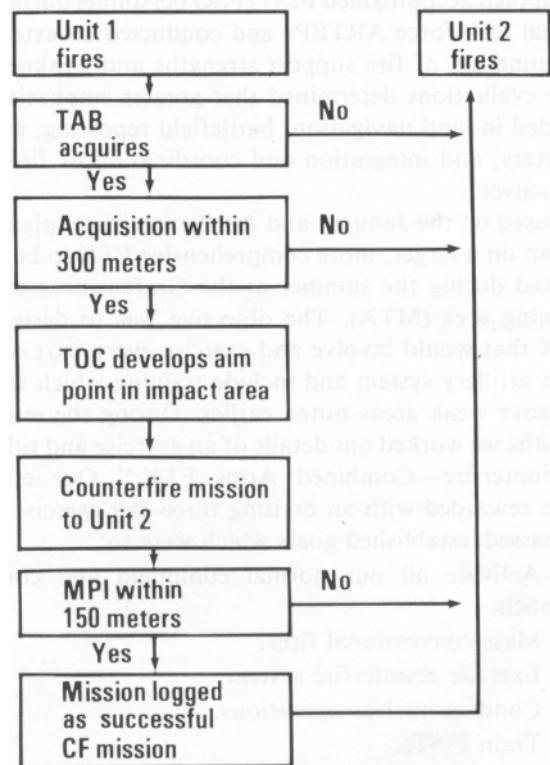 Unit 1
fires
Unit 2
fires
TAB
acquires
No
Yes
Acquisition within
300 meters
No
Yes
TOC develops aim
point in impact area
Counterfire mission
to Unit 2
MPI within
150 meters
No
Yes
Mission logged
as successful
CF mission